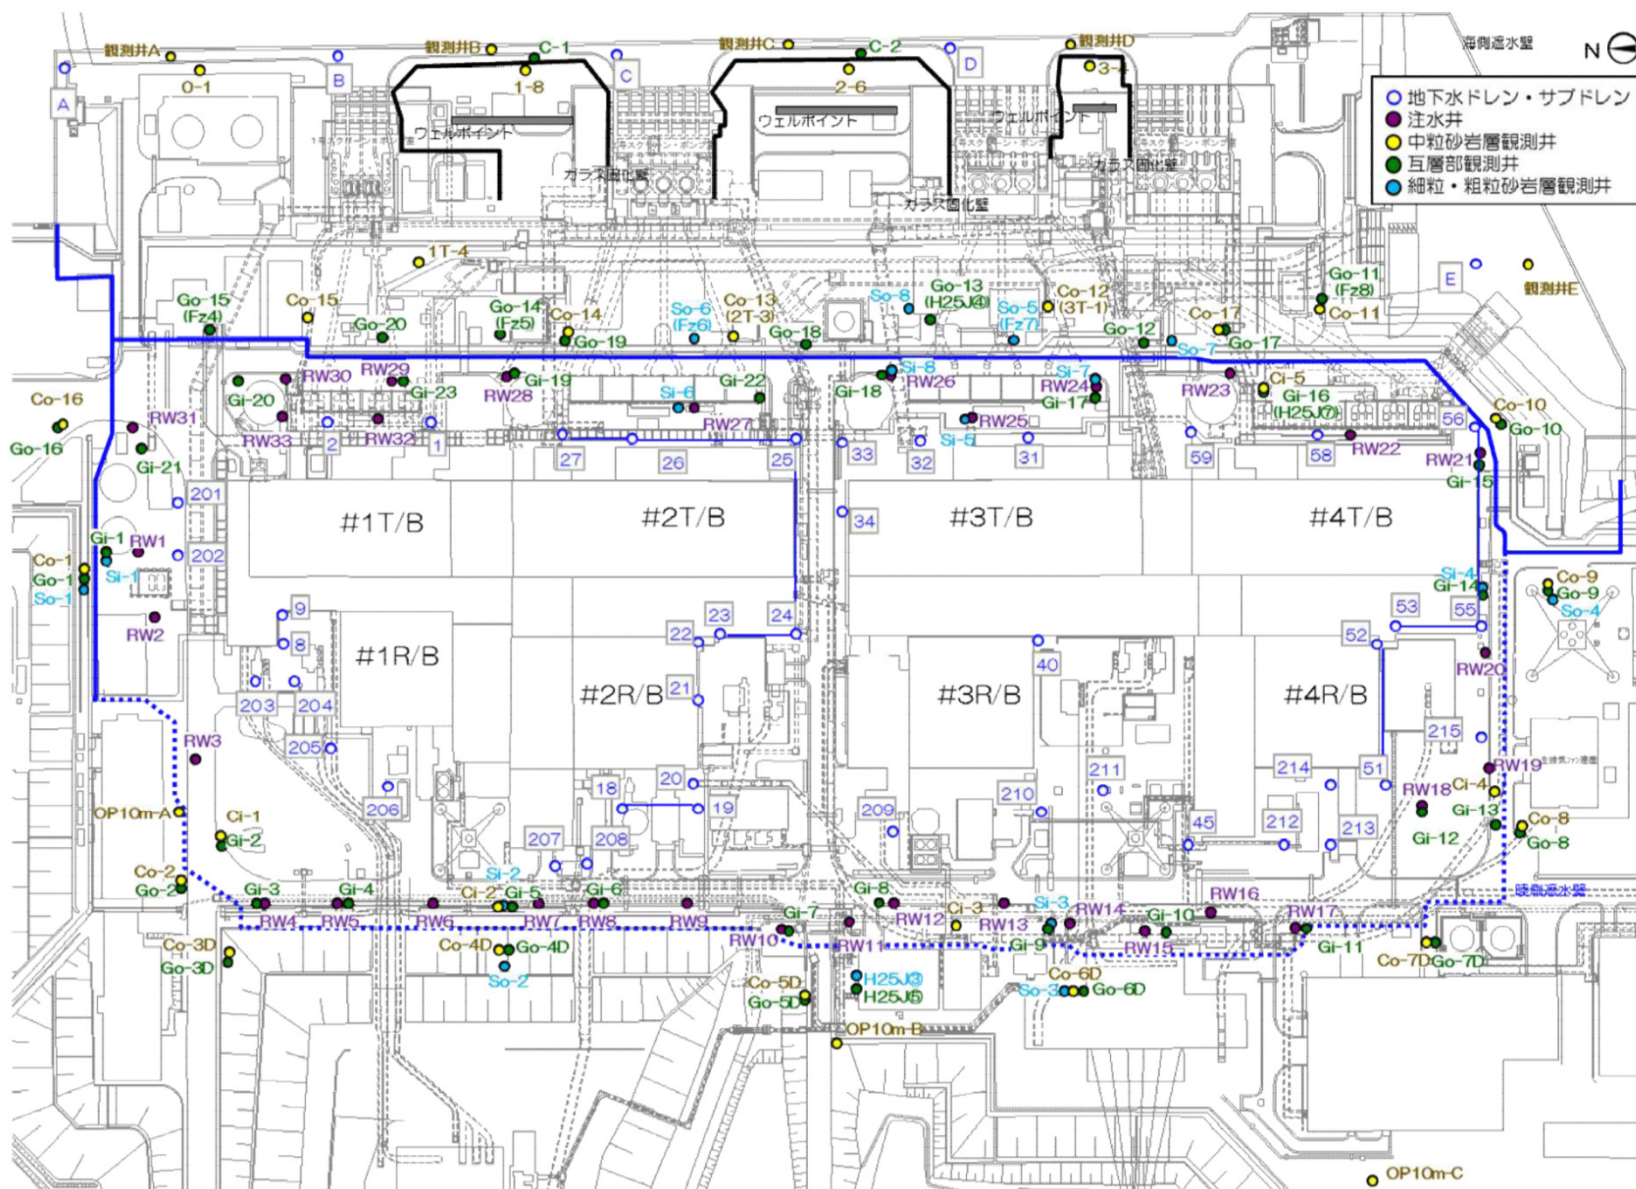 観測井A
観測井B
C-1
観測井C
C-2
観測井D
海側遮水壁
N
A
0-1
B
1-8
C
2-6
D
3-4
地下水ドレン・サブドレン
注水井
中粒砂岩層観測井
互層部観測井
細粒・粗粒砂岩層観測井
ウェルポイント
ウェルポイント
ウェルポイント
ガラス固化壁
ガラス固化壁
ガラス固化壁
1T-4
E
観測井E
Go-15
(Fz4)
Co-15
Go-20
Go-14
(Fz5)
Co-14
Go-19
So-6
(Fz6)
Co-13
(2T-3)
Go-18
So-8
Go-13
(H25J④)
So-5
(Fz7)
Co-12
(3T-1)
Go-12
So-7
Co-17
Go-17
Go-11
(Fz8)
Co-11
Co-16
Go-16
RW31
Gi-21
Gi-20
RW30
RW33
RW29
Gi-23
RW32
2
1
RW28
Gi-19
Si-6
RW27
Gi-22
Gi-18
Si-8
RW26
Si-5
RW25
Si-7
RW24
Gi-17
RW23
Ci-5
Gi-16
(H25J⑦)
RW22
56
Co-10
Go-10
RW21
Gi-15
27
26
25
33
32
31
59
58
201
202
34
#1T/B
#2T/B
#3T/B
#4T/B
Gi-1
RW1
Si-1
Co-1
Go-1
So-1
RW2
9
8
203
204
205
206
#1R/B
#2R/B
#3R/B
#4R/B
22
23
24
21
40
52
53
55
Si-4
Gi-14
RW20
Co-9
Go-9
So-4
215
RW3
OP10m-A
Ci-1
Gi-2
Co-2
Go-2
18
20
19
207
208
209
210
211
45
212
213
214
51
RW18
RW19
Ci-4
Gi-13
Gi-12
Co-8
Go-8
陸側遮水壁
Gi-3
RW4
Gi-4
RW5
RW6
Si-2
Ci-2
Gi-5
RW7
Gi-6
RW8
RW9
RW10
Gi-7
Gi-8
RW11
RW12
Ci-3
RW13
Si-3
Gi-9
RW14
RW15
Gi-10
RW16
RW17
Gi-11
Co-3D
Go-3D
Co-4D
Go-4D
So-2
Co-5D
Go-5D
H25J③
H25J⑤
Co-6D
So-3
Go-6D
Co-7D
Go-7D
OP10m-B
OP10m-C